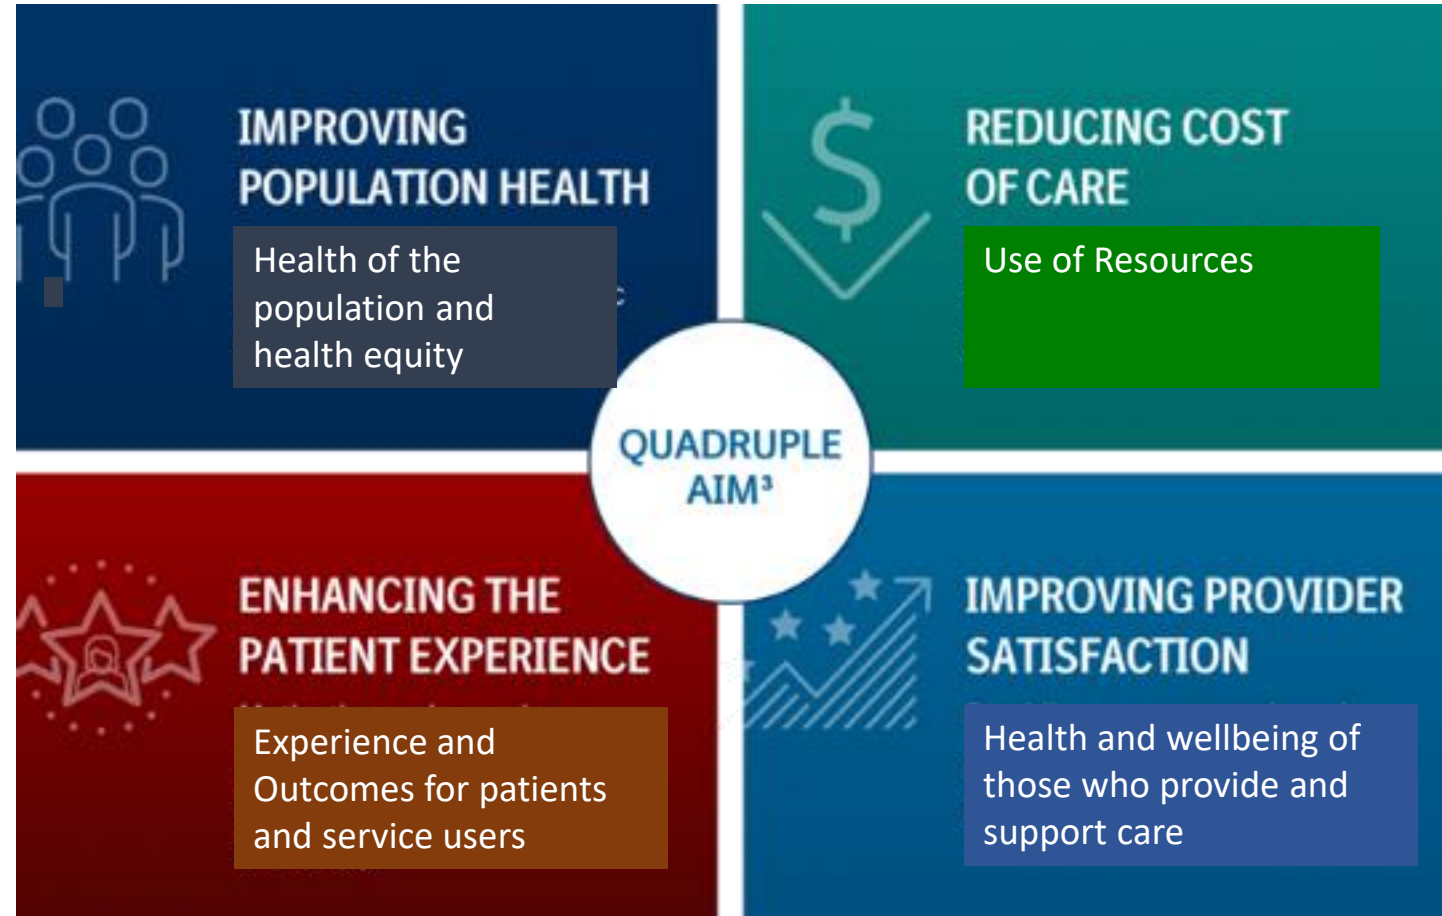 IMPROVING
POPULATION HEALTH
Health of the
population and
health equity
REDUCING COST
OF CARE
Use of Resources
QUADRUPLE
AIM³
ENHANCING THE
PATIENT EXPERIENCE
Experience and
Outcomes for patients
and service users
IMPROVING PROVIDER
SATISFACTION
Health and wellbeing of
those who provide and
support care